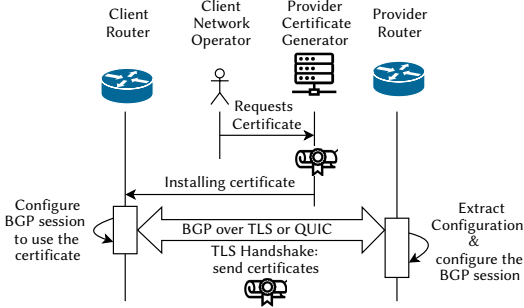 Client
Router
Client
Network
Operator
Provider
Certificate
Generator
Provider
Router
Requests
Certificate
Installing certificate
Configure
BGP session
to use the
certificate
BGP over TLS or QUIC
TLS Handshake:
send certificates
Extract
Configuration
&
configure the
BGP session